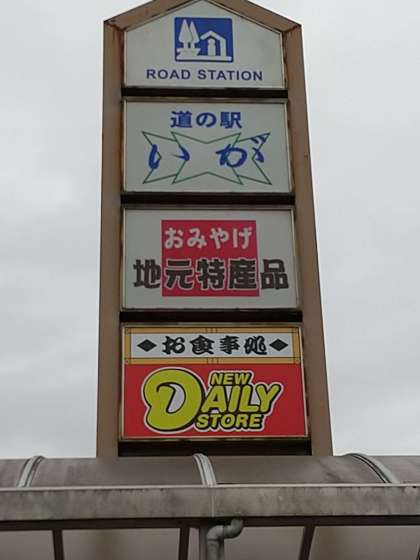 ROAD STATION
道の駅
いが
おみやげ
地元特産品
お食事処
NEW
DAILY
STORE